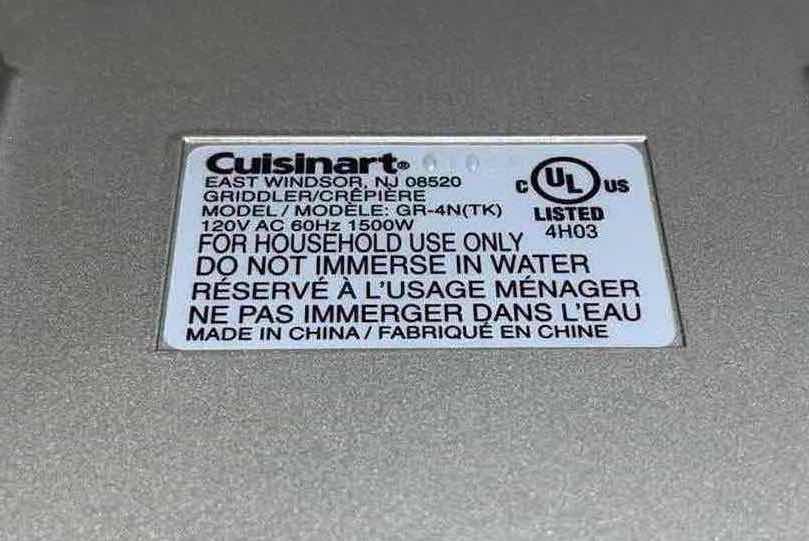 Cuisinart®
EAST WINDSOR, NJ 08520
GRIDDLER/CRÊPIÈRE
MODEL / MODÈLE: GR-4N(TK)
120V AC 60Hz 1500W
FOR HOUSEHOLD USE ONLY
DO NOT IMMERSE IN WATER
RÉSERVÉ À L'USAGE MÉNAGER
NE PAS IMMERGER DANS L'EAU
MADE IN CHINA / FABRIQUÉ EN CHINE
C UL US
LISTED
4H03